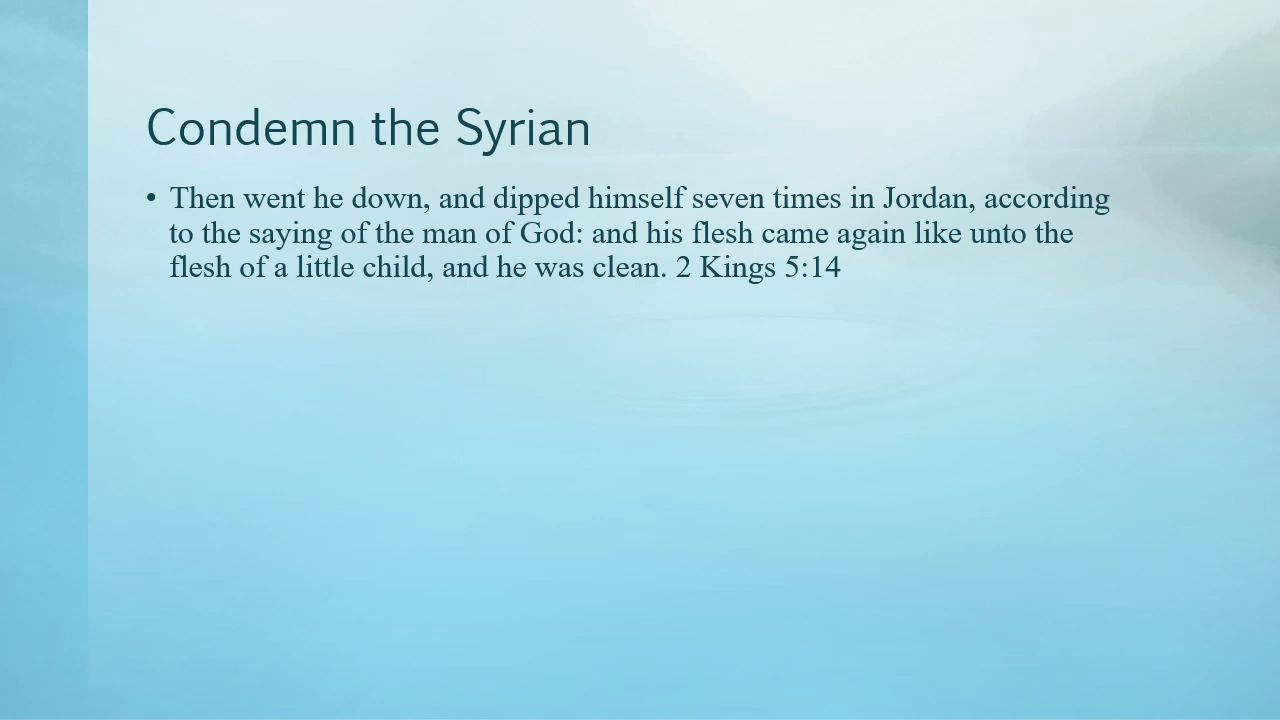 Condemn the Syrian
• Then went he down, and dipped himself seven times in Jordan, according
to the saying of the man of God: and his flesh came again like unto the
flesh of a little child, and he was clean. 2 Kings 5:14